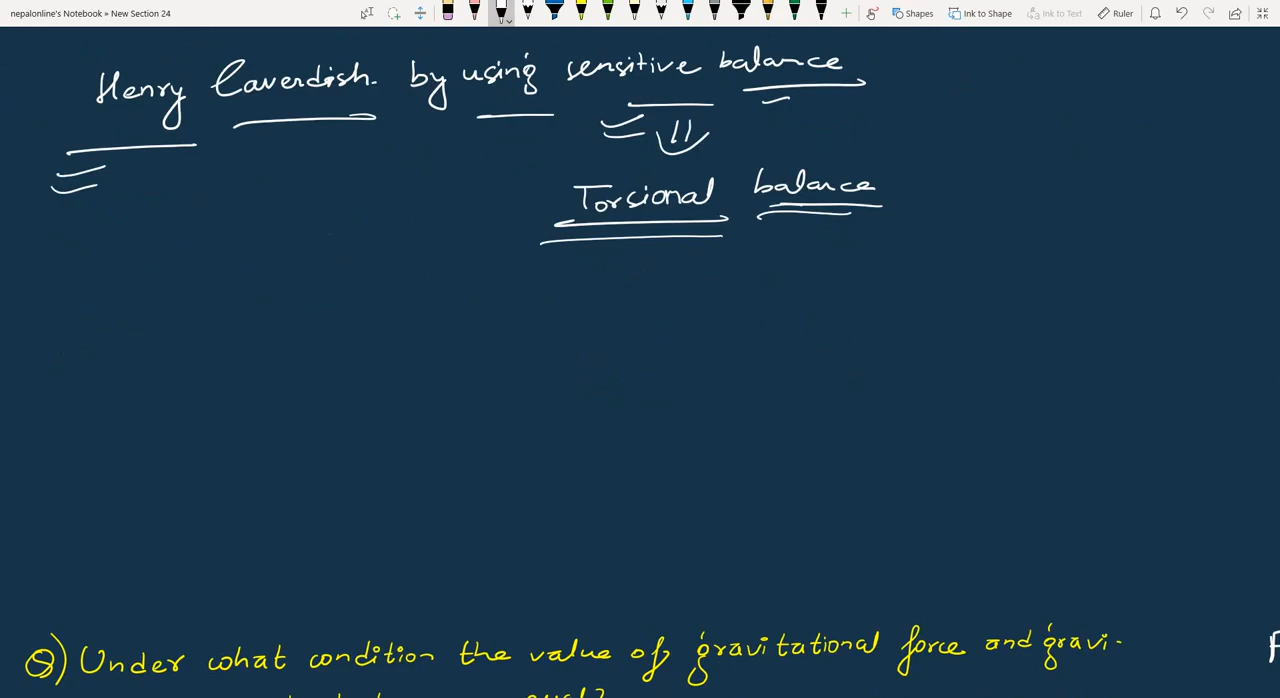 nepalonline's Notebook » New Section 24
Shapes Ink to Shape Ink to Text Ruler
Henry Cavendish. by using sensitive balance
Torsional balance
Q) Under what condition the value of gravitational force and gravi-